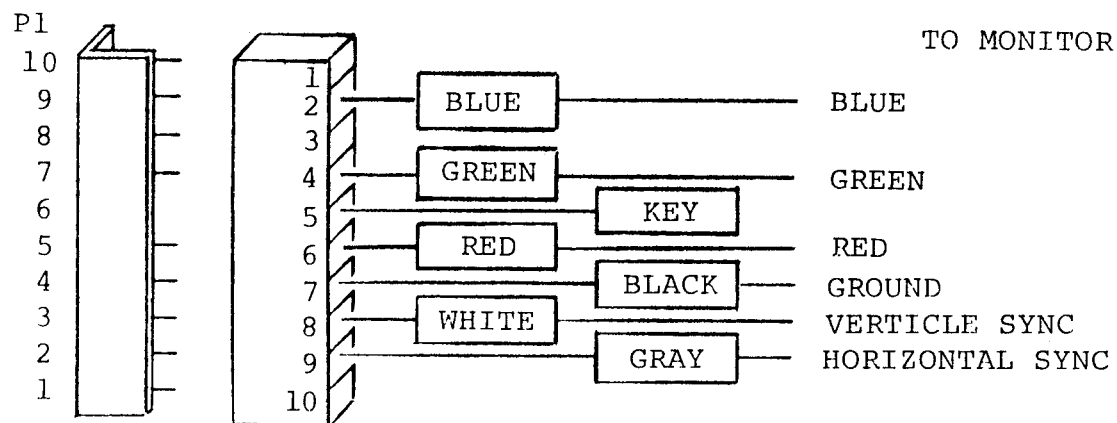 P1
TO MONITOR
10
9
8
7
6
5
4
3
2
1
1
2 BLUE BLUE
3
4 GREEN GREEN
5 KEY
6 RED RED
7 BLACK GROUND
8 WHITE VERTICLE SYNC
9 GRAY HORIZONTAL SYNC
10